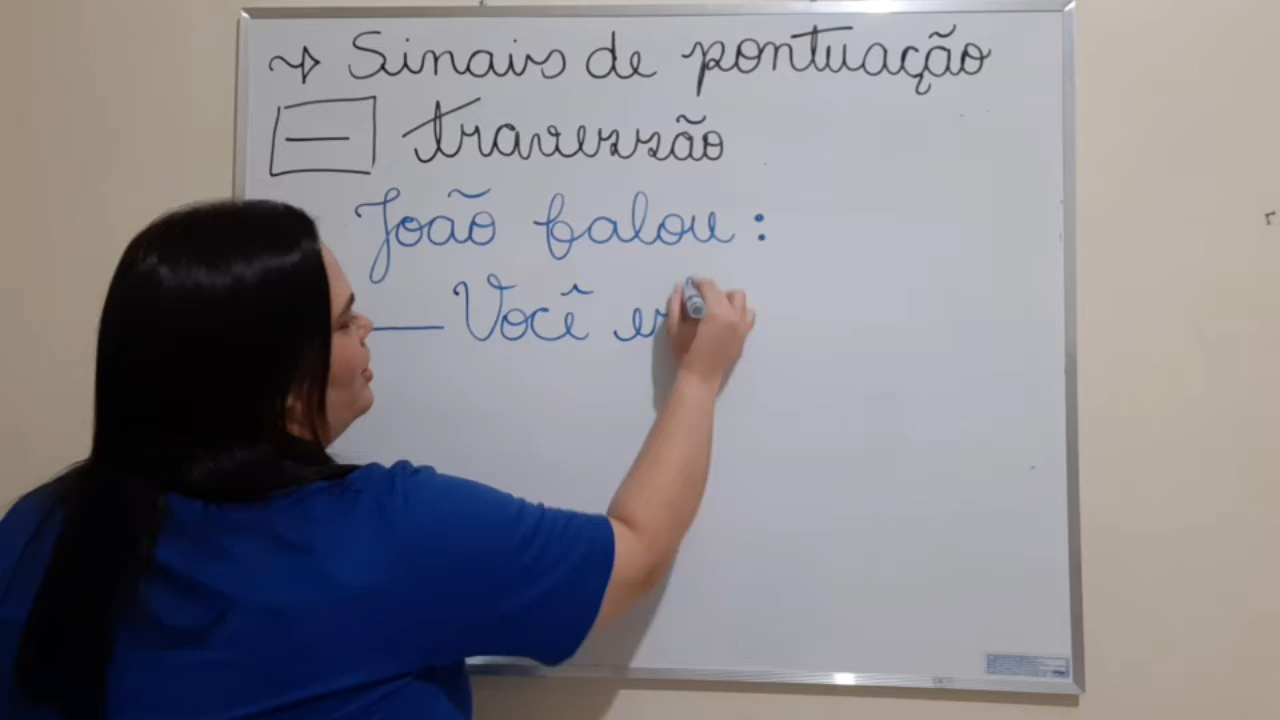 → Sinais de pontuação
— travessão
João falou:
— Você